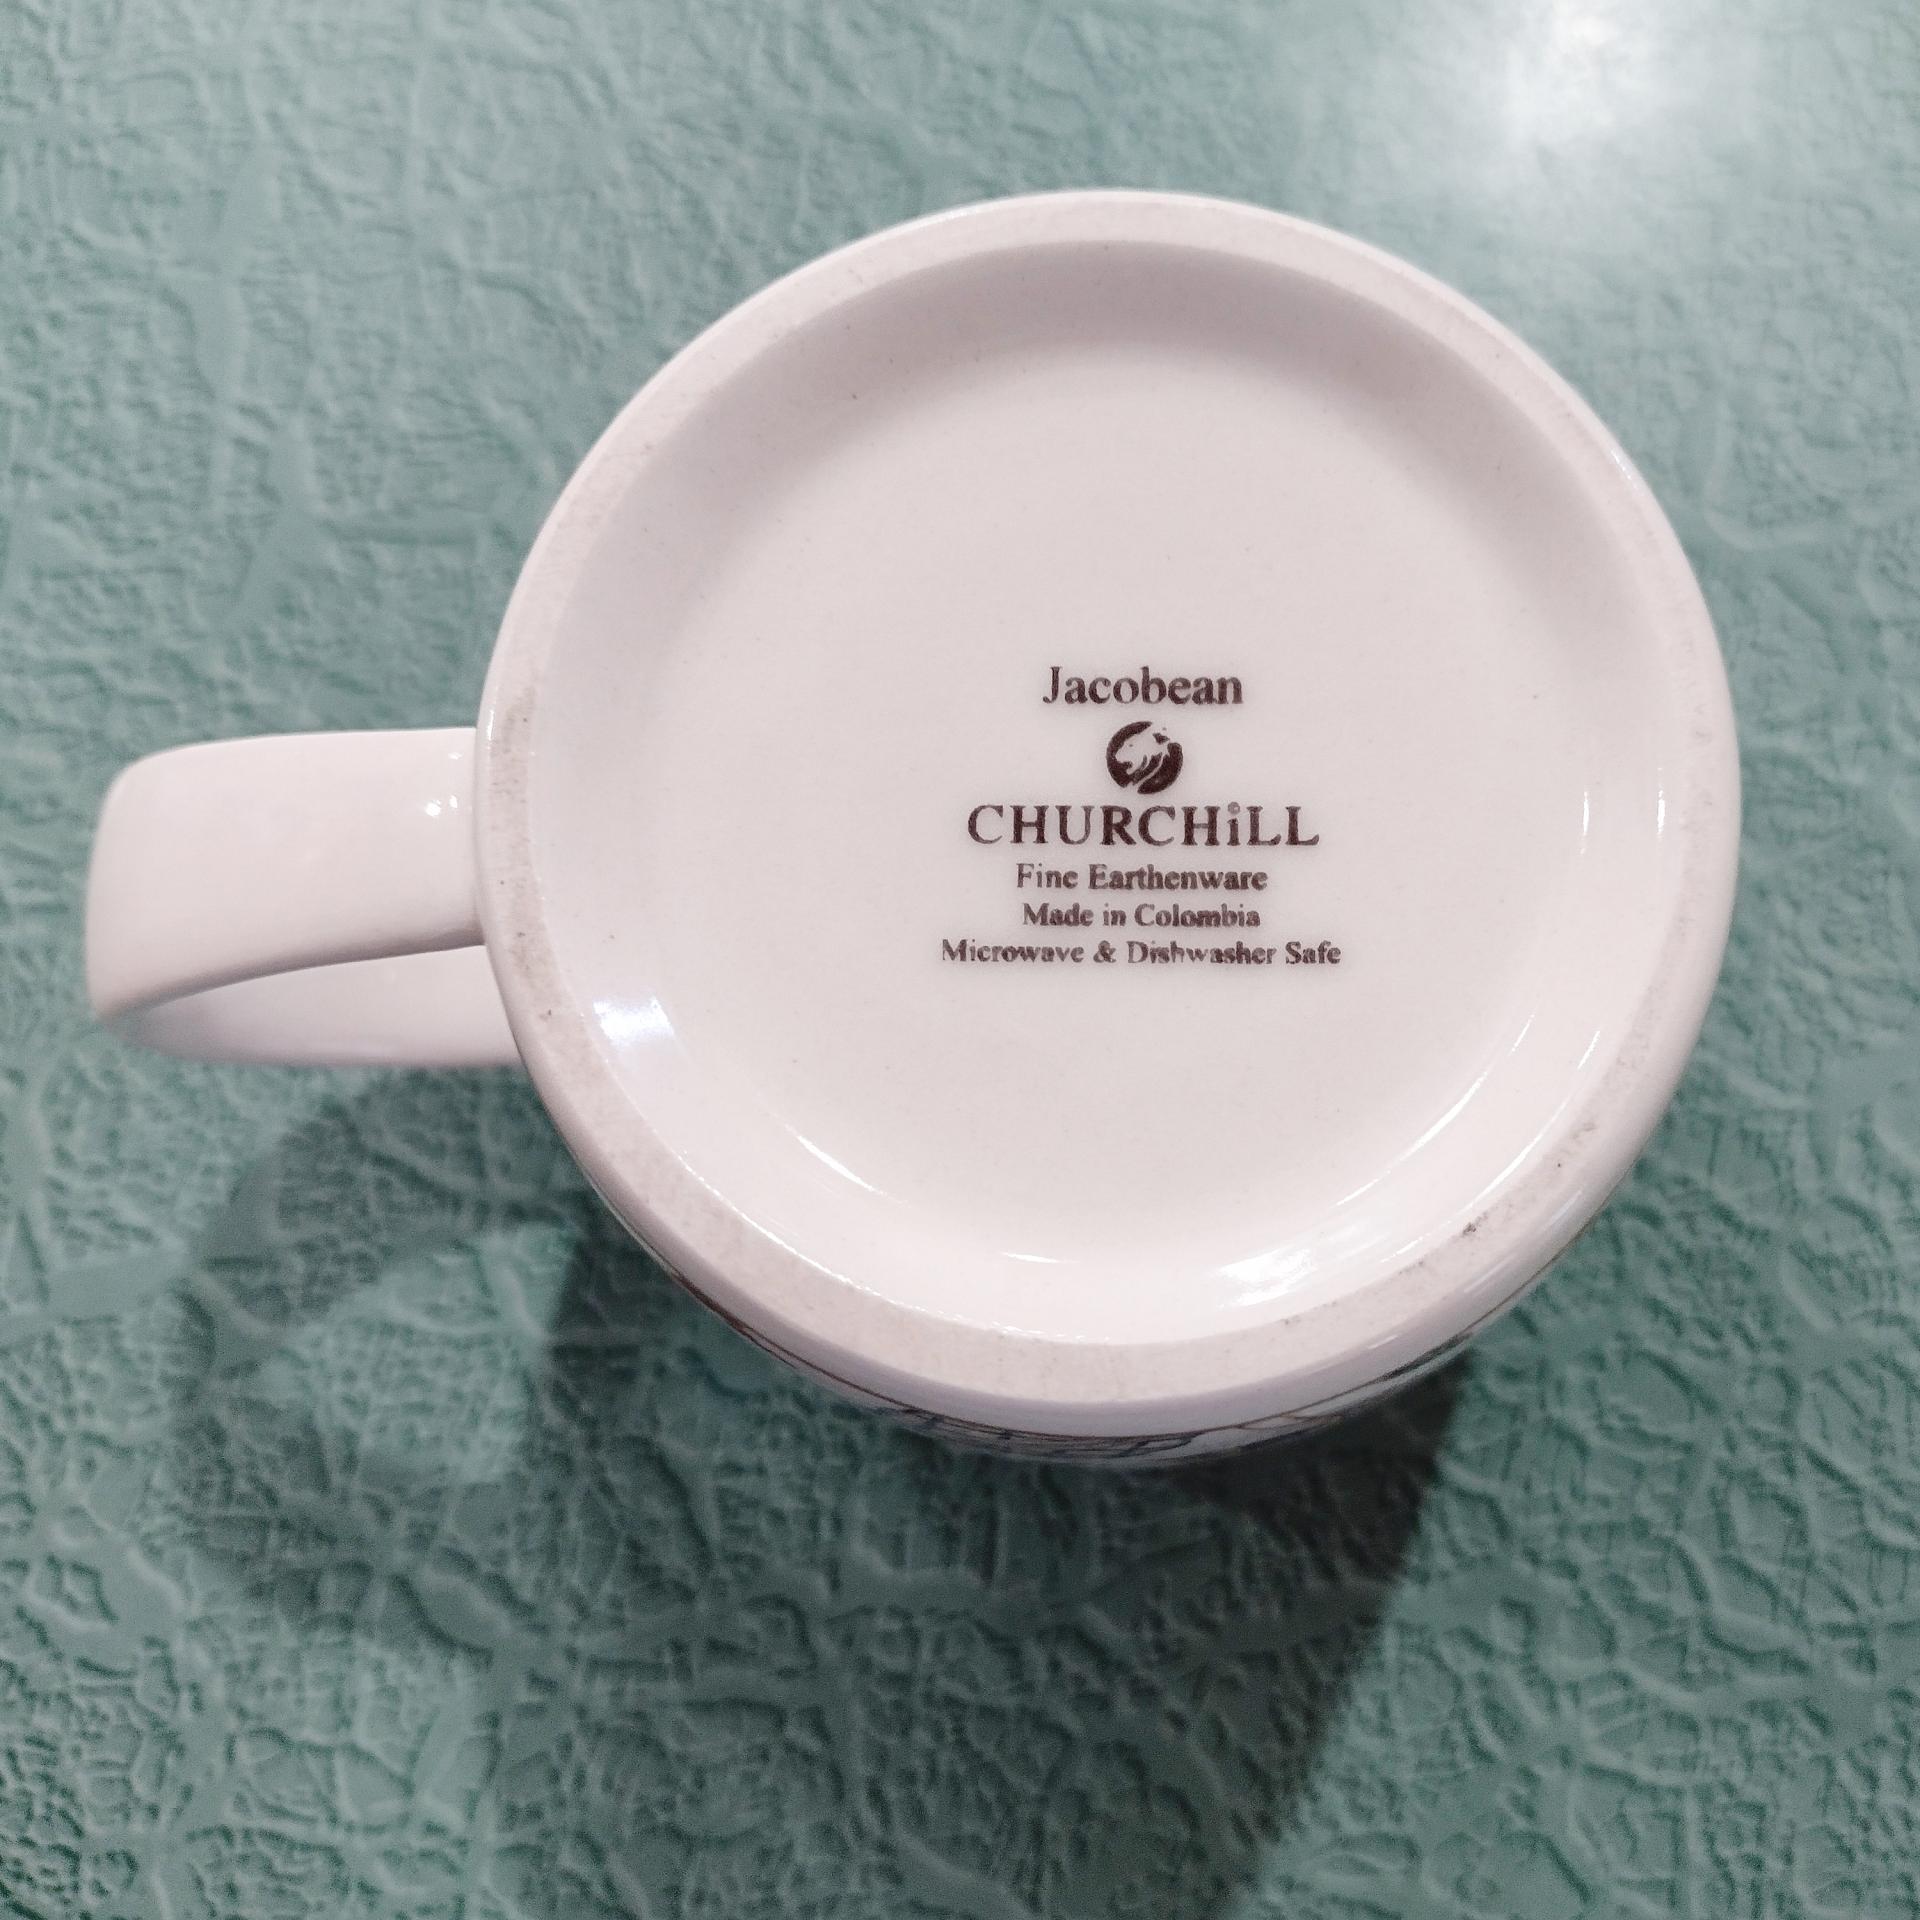 Jacobean
CHURCHiLL
Fine Earthenware
Made in Colombia
Microwave & Dishwasher Safe